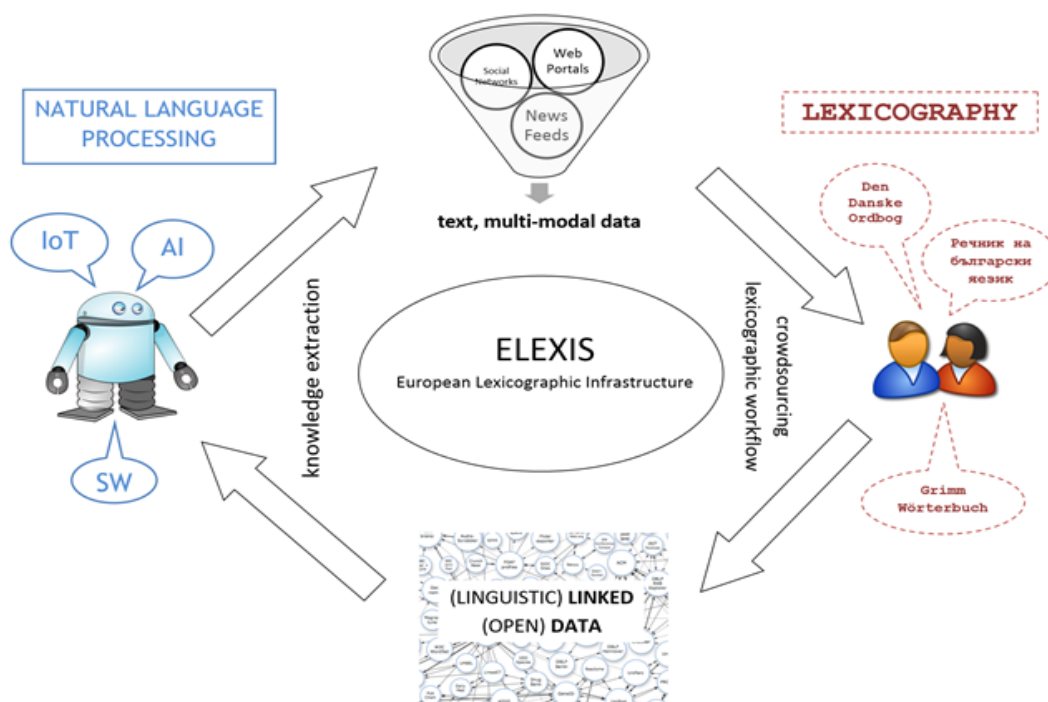 NATURAL LANGUAGE
PROCESSING
Social
Networks
Web
Portals
News
Feeds
LEXICOGRAPHY
text, multi-modal data
Den
Danske
Ordbog
Речник на
български
яезик
IoT
AI
SW
knowledge extraction
ELEXIS
European Lexicographic Infrastructure
crowdsourcing
lexicographic workflow
Grimm
Wörterbuch
(LINGUISTIC) LINKED
(OPEN) DATA